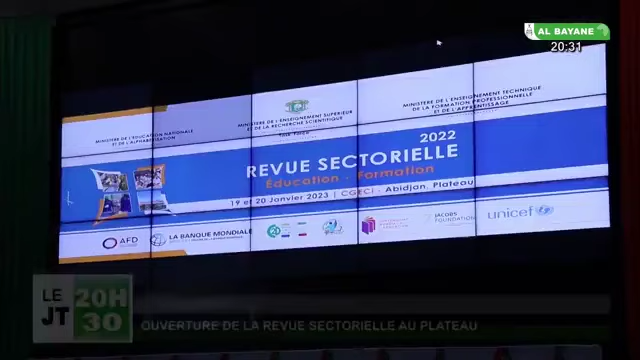 AL BAYANE
20:31
MINISTÈRE DE L'ÉDUCATION NATIONALE
ET DE L'ALPHABÉTISATION
MINISTÈRE DE L'ENSEIGNEMENT SUPÉRIEUR
ET DE LA RECHERCHE SCIENTIFIQUE
MINISTÈRE DE L'ENSEIGNEMENT TECHNIQUE
DE LA FORMATION PROFESSIONNELLE
ET DE L'APPRENTISSAGE
2022
REVUE SECTORIELLE
Éducation - Formation
19 et 20 Janvier 2023 | CGECI - Abidjan, Plateau
AFD
LA BANQUE MONDIALE
JACOBS
FOUNDATION
unicef
LE
JT
20H
30
OUVERTURE DE LA REVUE SECTORIELLE AU PLATEAU